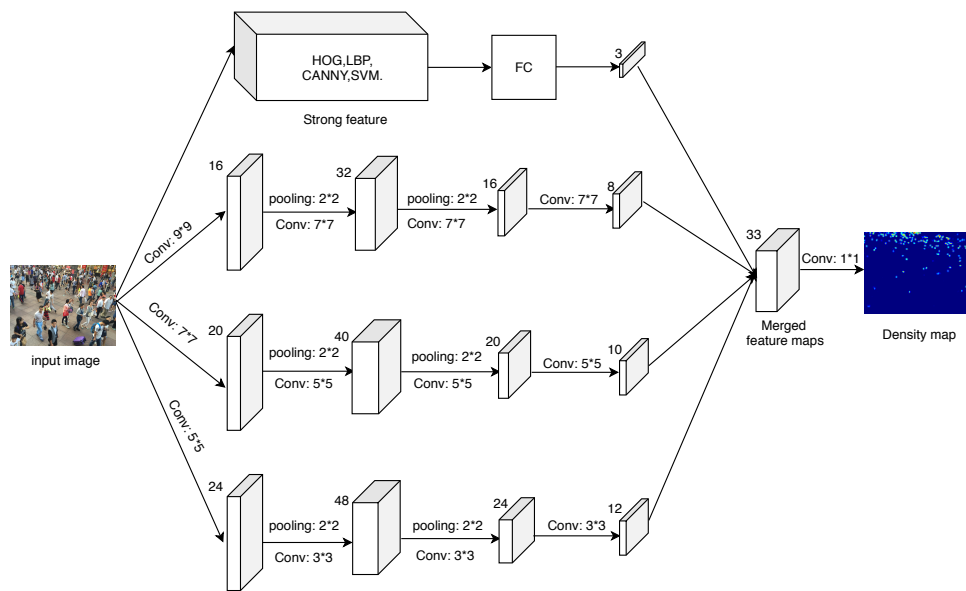 HOG,LBP,
CANNY,SVM.
FC
3
Strong feature
16
32
16
8
pooling: 2*2
pooling: 2*2
Conv: 7*7
Conv: 7*7
Conv: 7*7
Conv: 9*9
33
Conv: 1*1
Merged
feature maps
Density map
input image
Conv: 7*7
20
40
20
10
pooling: 2*2
pooling: 2*2
Conv: 5*5
Conv: 5*5
Conv: 5*5
Conv: 5*5
24
48
24
12
pooling: 2*2
pooling: 2*2
Conv: 3*3
Conv: 3*3
Conv: 3*3